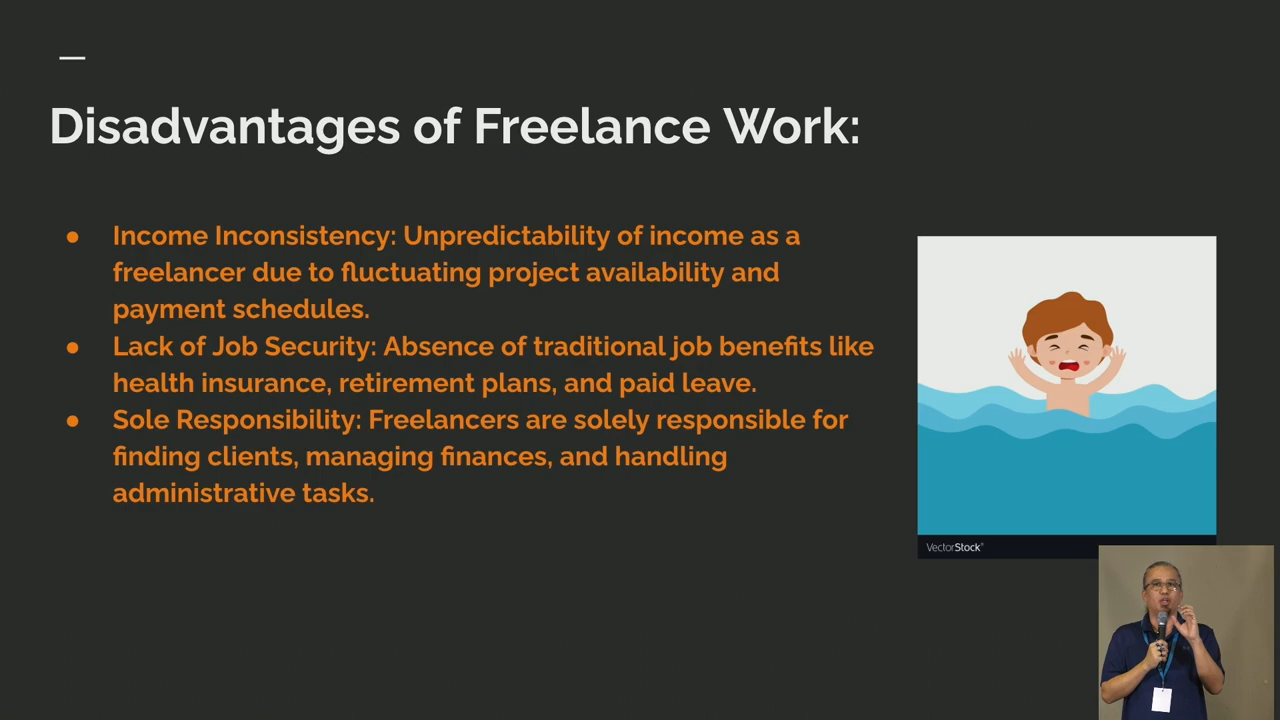 Disadvantages of Freelance Work:
● Income Inconsistency: Unpredictability of income as a
freelancer due to fluctuating project availability and
payment schedules.
● Lack of Job Security: Absence of traditional job benefits like
health insurance, retirement plans, and paid leave.
● Sole Responsibility: Freelancers are solely responsible for
finding clients, managing finances, and handling
administrative tasks.
VectorStock®